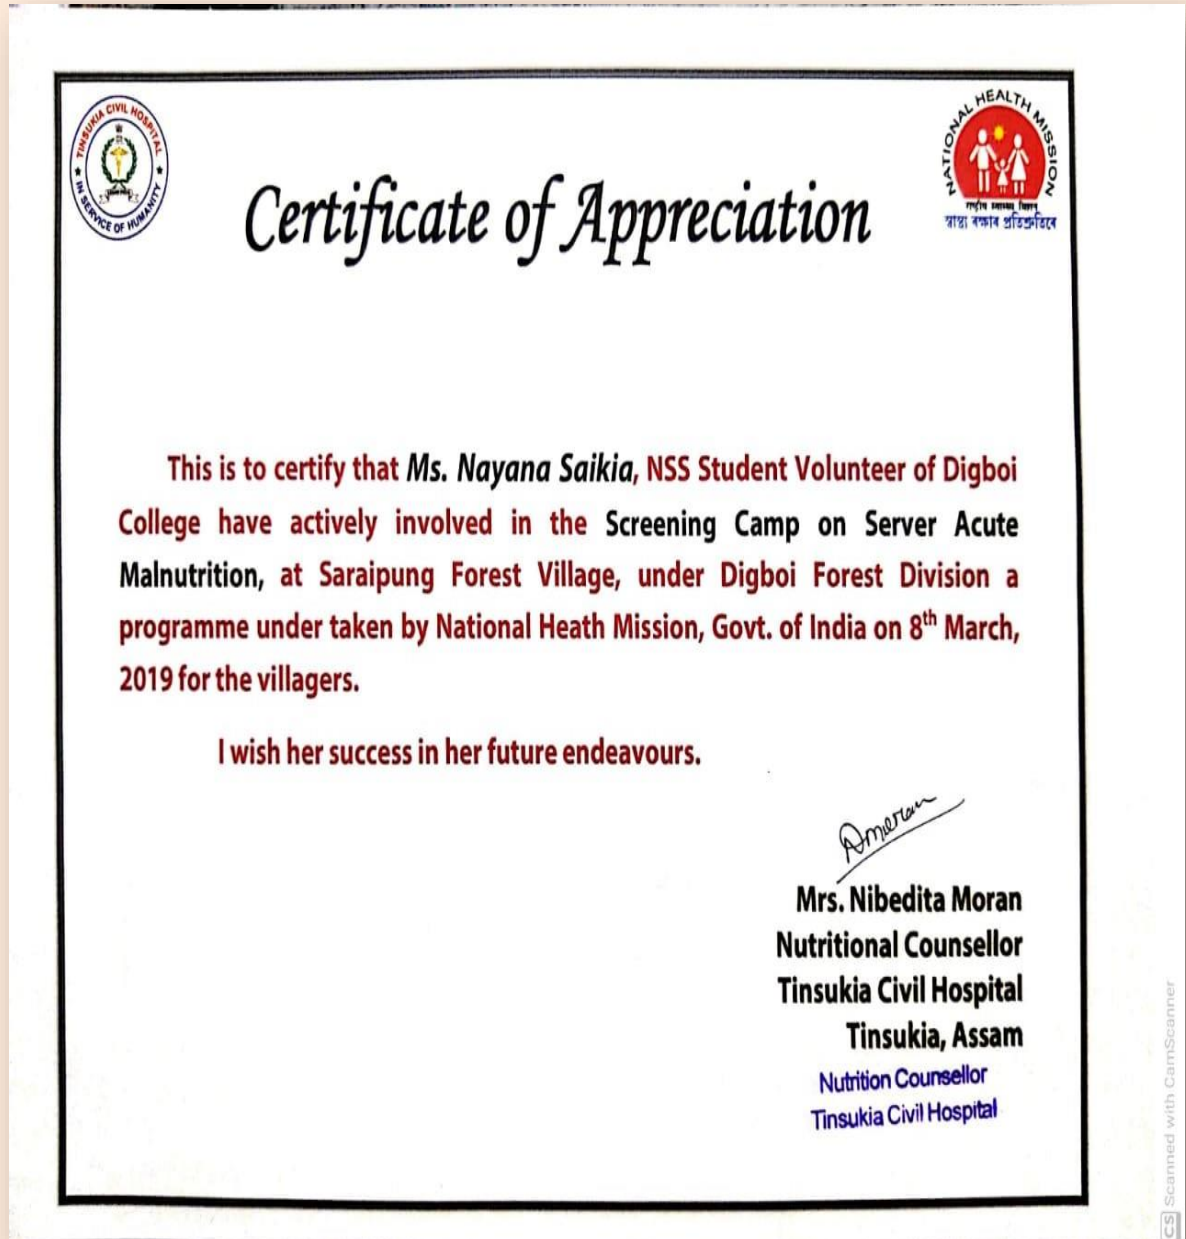 TINSUKIA CIVIL HOSPITAL
IN SERVICE OF HUMANITY
NATIONAL HEALTH MISSION
राष्ट्रीय स्वास्थ्य मिशन
স্বাস্থ্য ৰক্ষাৰ প্ৰতিশ্ৰুতিৰে
Certificate of Appreciation
This is to certify that Ms. Nayana Saikia, NSS Student Volunteer of Digboi
College have actively involved in the Screening Camp on Server Acute
Malnutrition, at Saraipung Forest Village, under Digboi Forest Division a
programme under taken by National Heath Mission, Govt. of India on 8th March,
2019 for the villagers.
I wish her success in her future endeavours.
Mrs. Nibedita Moran
Nutritional Counsellor
Tinsukia Civil Hospital
Tinsukia, Assam
Nutrition Counsellor
Tinsukia Civil Hospital
CS Scanned with CamScanner